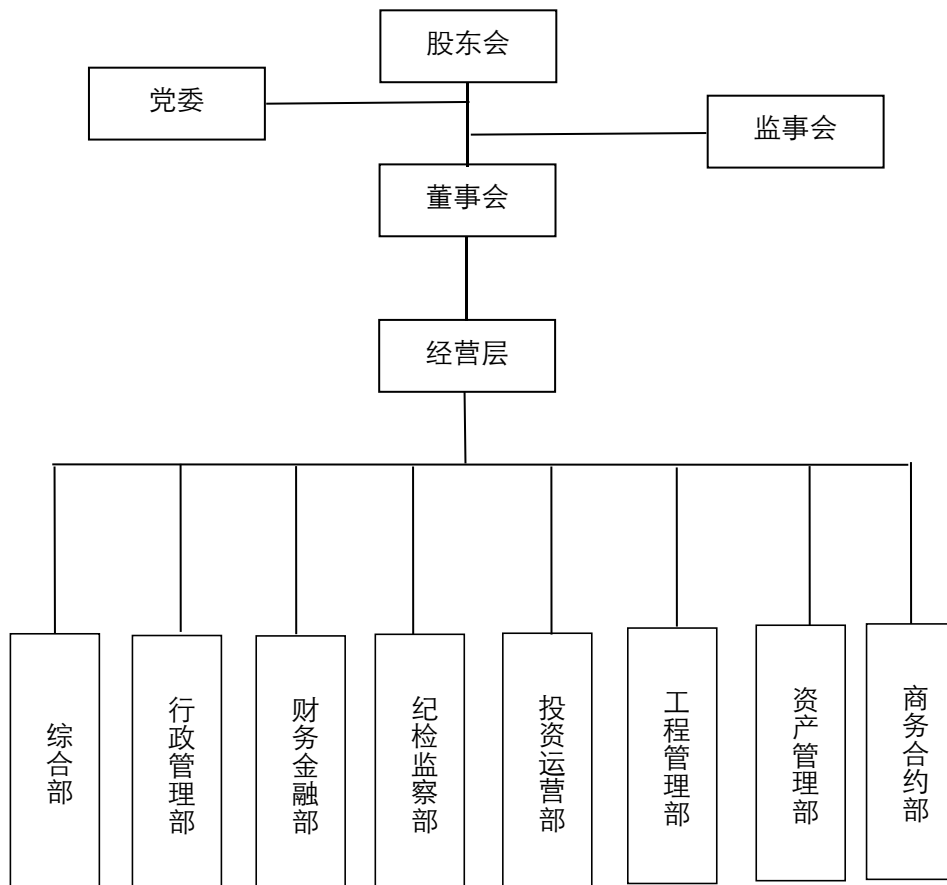 股东会
党委
监事会
董事会
经营层
综合部
行政管理部
财务金融部
纪检监察部
投资运营部
工程管理部
资产管理部
商务合约部